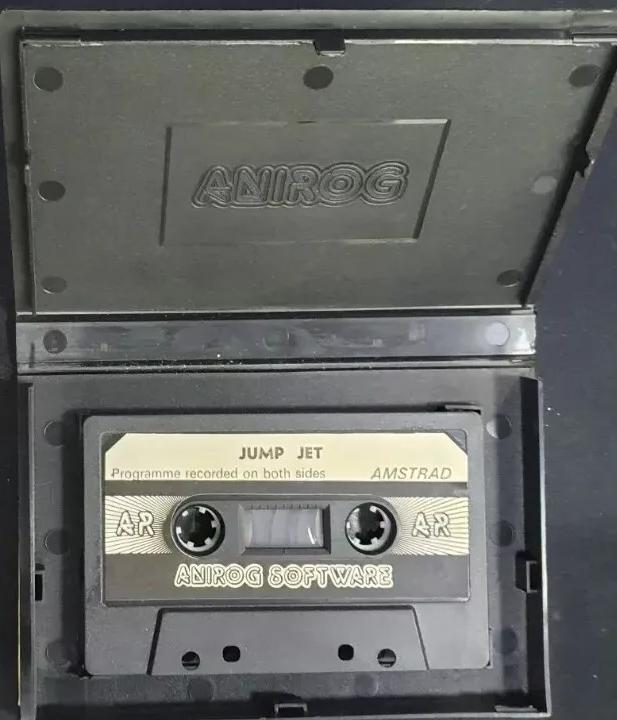 ANIROG
JUMP JET
Programme recorded on both sides AMSTRAD
AR AR
ANIROG SOFTWARE